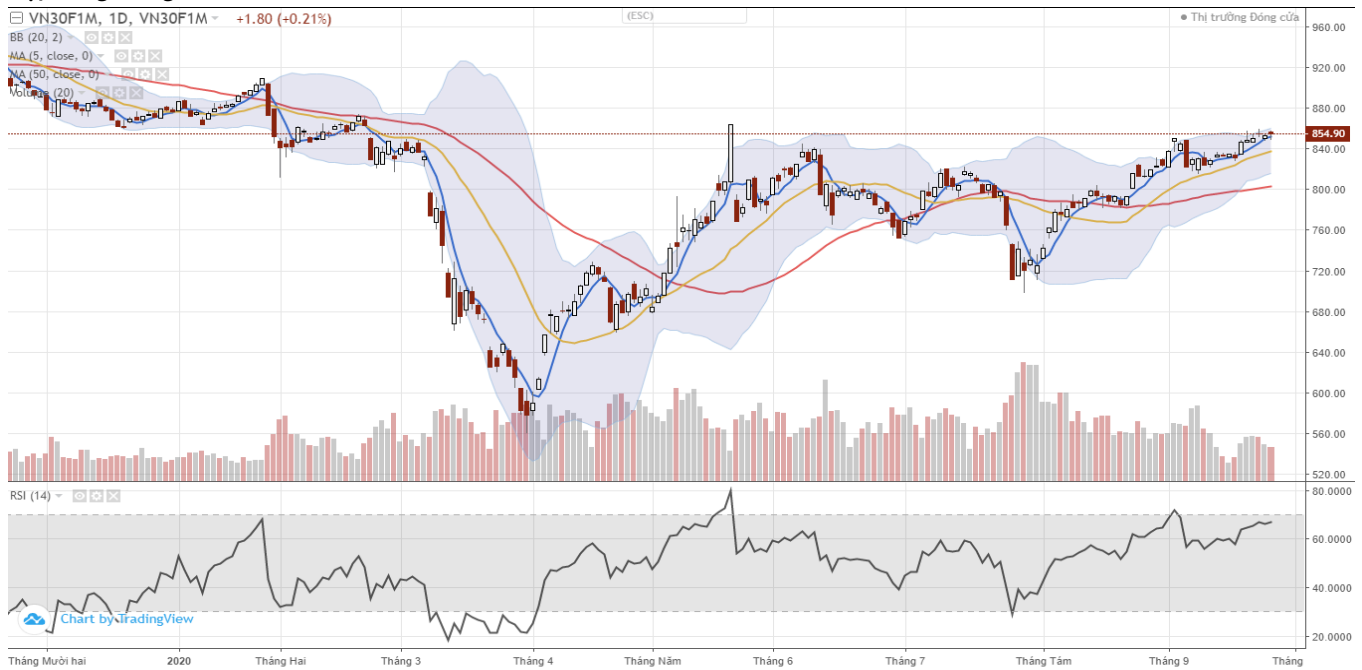 VN30F1M, 1D, VN30F1M +1.80 (+0.21%)
(ESC)
Thị trường Đóng cửa
BB (20, 2)
MA (5, close, 0)
MA (50, close, 0)
Volume (20)
960.00
920.00
880.00
854.90
840.00
800.00
760.00
720.00
680.00
640.00
600.00
560.00
520.00
RSI (14)
80.0000
60.0000
40.0000
20.0000
Chart by TradingView
Tháng Mười hai 2020 Tháng Hai Tháng 3 Tháng 4 Tháng Năm Tháng 6 Tháng 7 Tháng Tám Tháng 9 Tháng